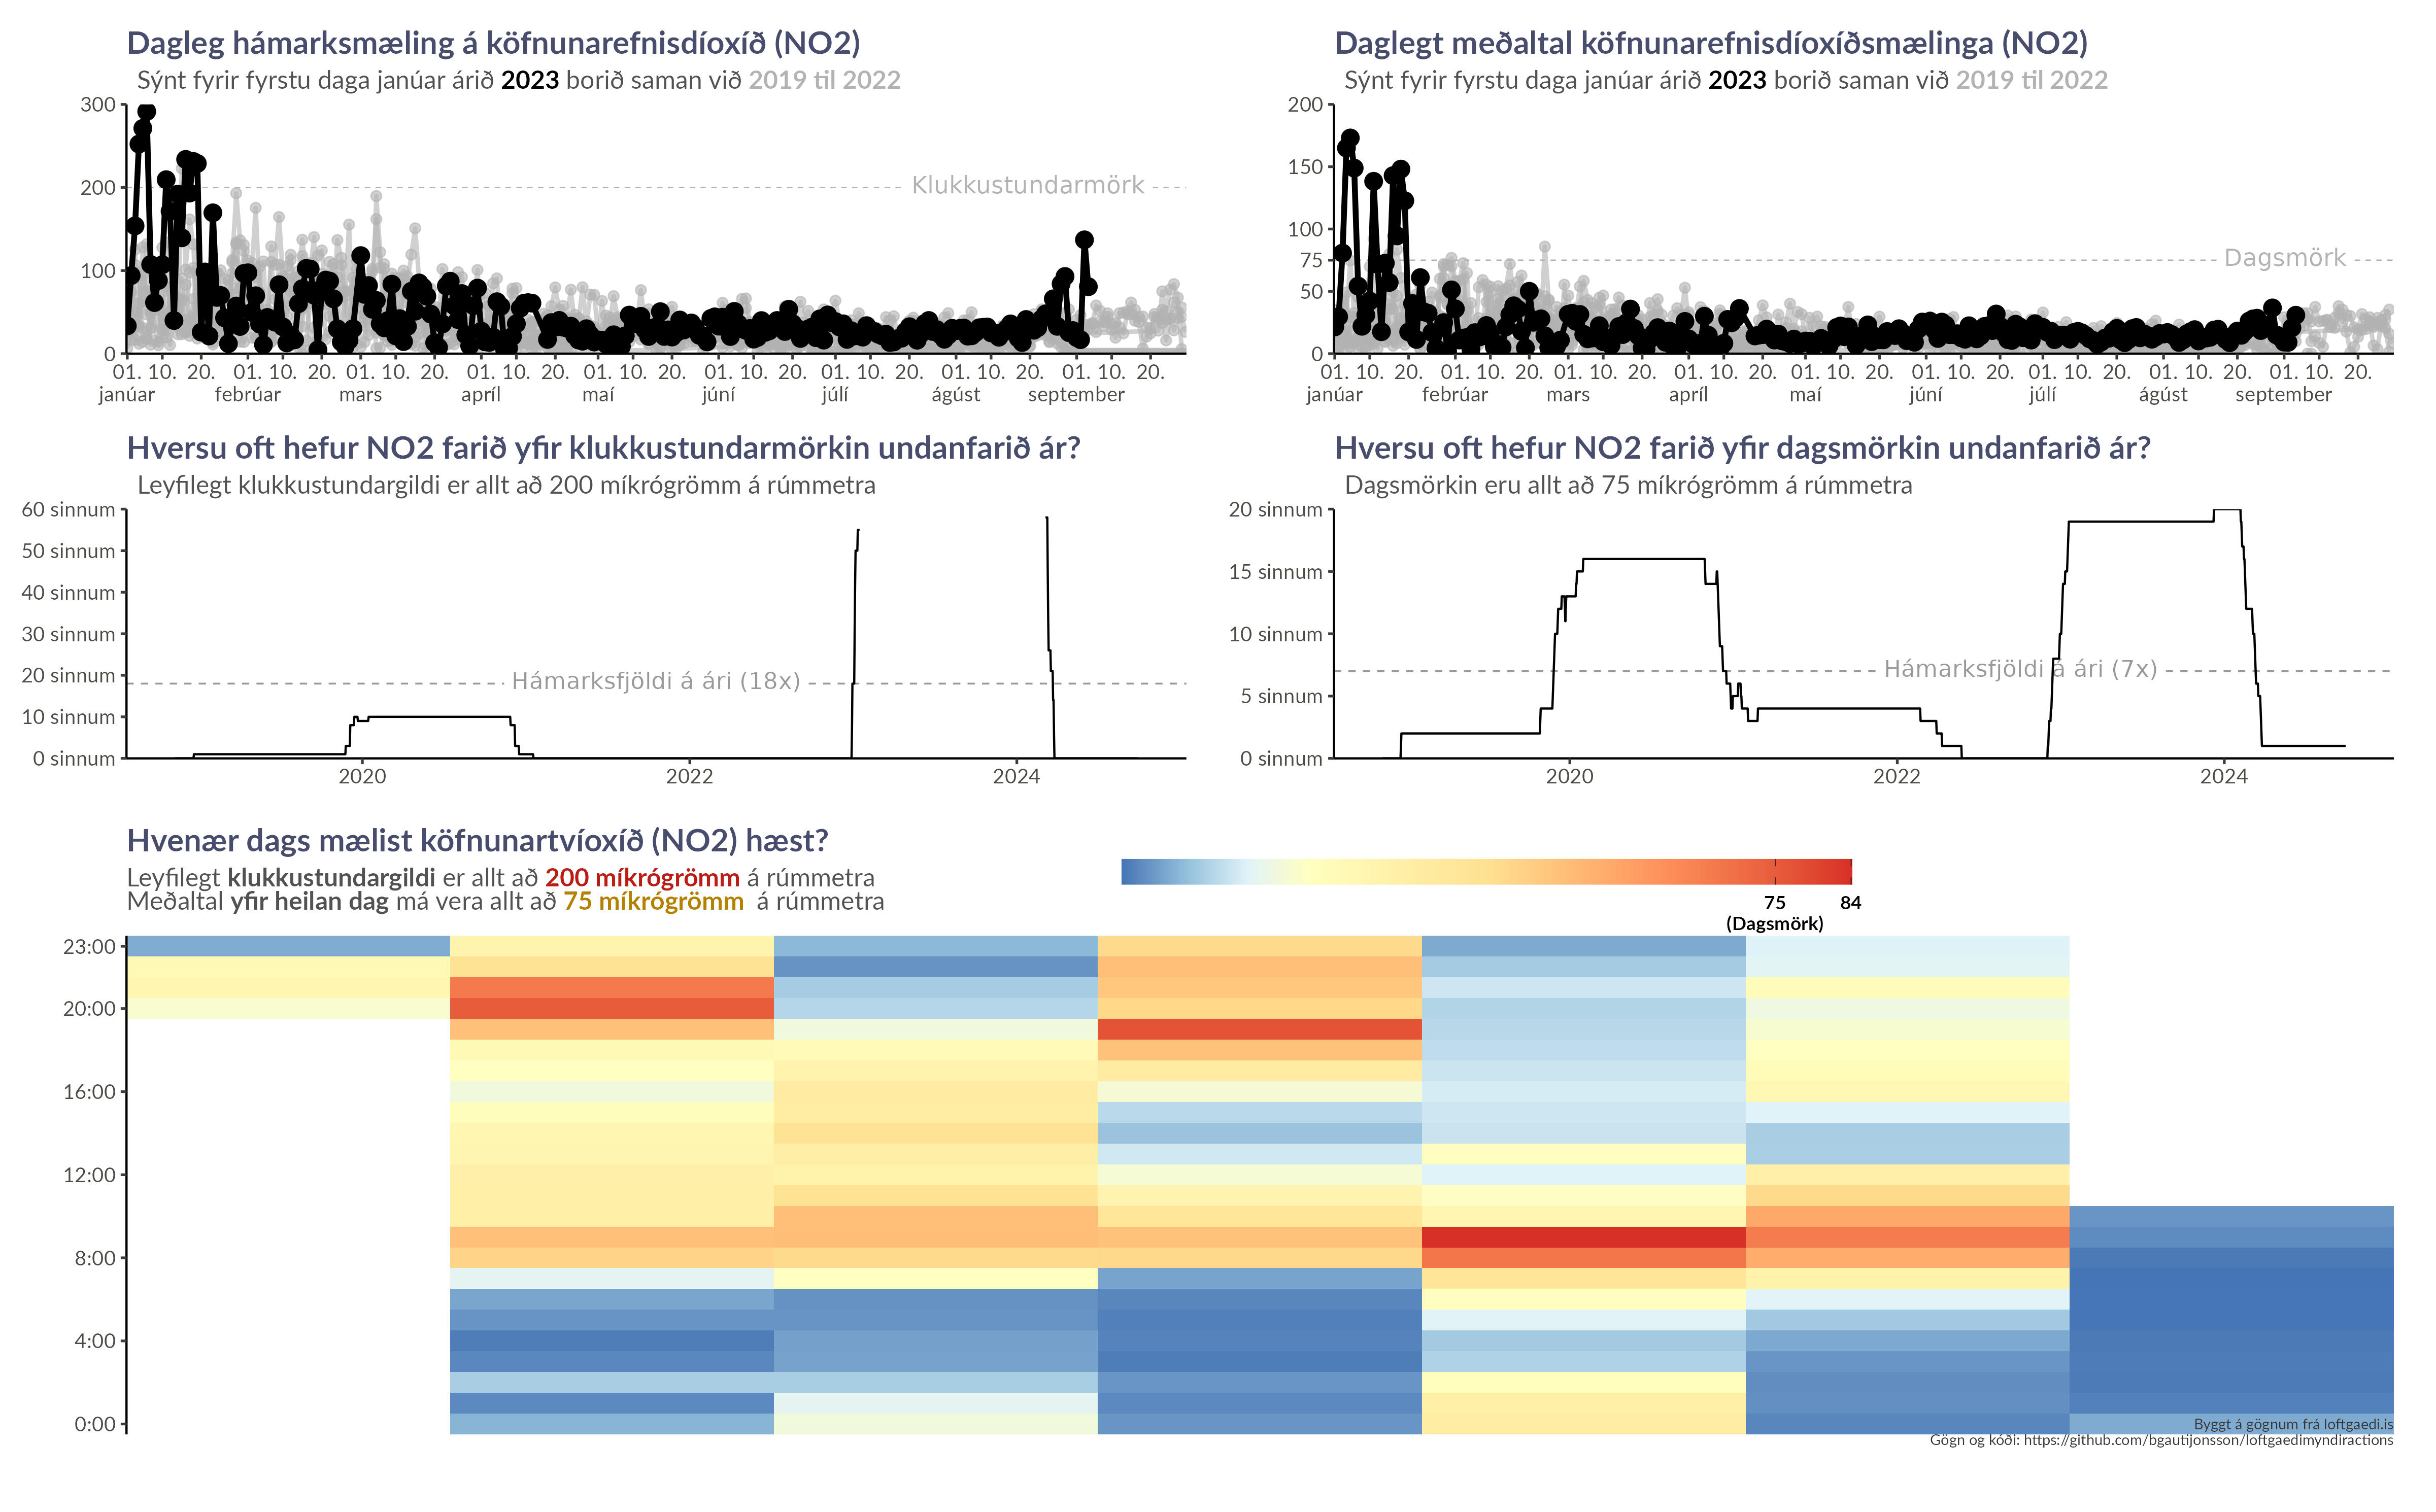 Dagleg hámarksmæling á köfnunarefnisdíoxíð (NO2)
Sýnt fyrir fyrstu daga janúar árið 2023 borið saman við 2019 til 2022
300
200
100
0
Klukkustundarmörk
01. 10. 20. 01. 10. 20. 01. 10. 20. 01. 10. 20. 01. 10. 20. 01. 10. 20. 01. 10. 20. 01. 10. 20. 01. 10. 20.
janúar febrúar mars apríl maí júní júlí ágúst september
Daglegt meðaltal köfnunarefnisdíoxíðsmælinga (NO2)
Sýnt fyrir fyrstu daga janúar árið 2023 borið saman við 2019 til 2022
200
150
100
75
50
0
Dagsmörk
01. 10. 20. 01. 10. 20. 01. 10. 20. 01. 10. 20. 01. 10. 20. 01. 10. 20. 01. 10. 20. 01. 10. 20. 01. 10. 20.
janúar febrúar mars apríl maí júní júlí ágúst september
Hversu oft hefur NO2 farið yfir klukkustundarmörkin undanfarið ár?
Leyfilegt klukkustundargildi er allt að 200 míkrógrömm á rúmmetra
60 sinnum
50 sinnum
40 sinnum
30 sinnum
20 sinnum
10 sinnum
0 sinnum
Hámarksfjöldi á ári (18x)
2020 2022 2024
Hversu oft hefur NO2 farið yfir dagsmörkin undanfarið ár?
Dagsmörkin eru allt að 75 míkrógrömm á rúmmetra
20 sinnum
15 sinnum
10 sinnum
5 sinnum
0 sinnum
Hámarksfjöldi á ári (7x)
2020 2022 2024
Hvenær dags mælist köfnunartvíoxíð (NO2) hæst?
Leyfilegt klukkustundargildi er allt að 200 míkrógrömm á rúmmetra
Meðaltal yfir heilan dag má vera allt að 75 míkrógrömm á rúmmetra
75 84
(Dagsmörk)
23:00
20:00
16:00
12:00
8:00
4:00
0:00
Byggt á gögnum frá loftgaedi.is
Gögn og kóði: https://github.com/bgautijonsson/loftgaedimyndiractions